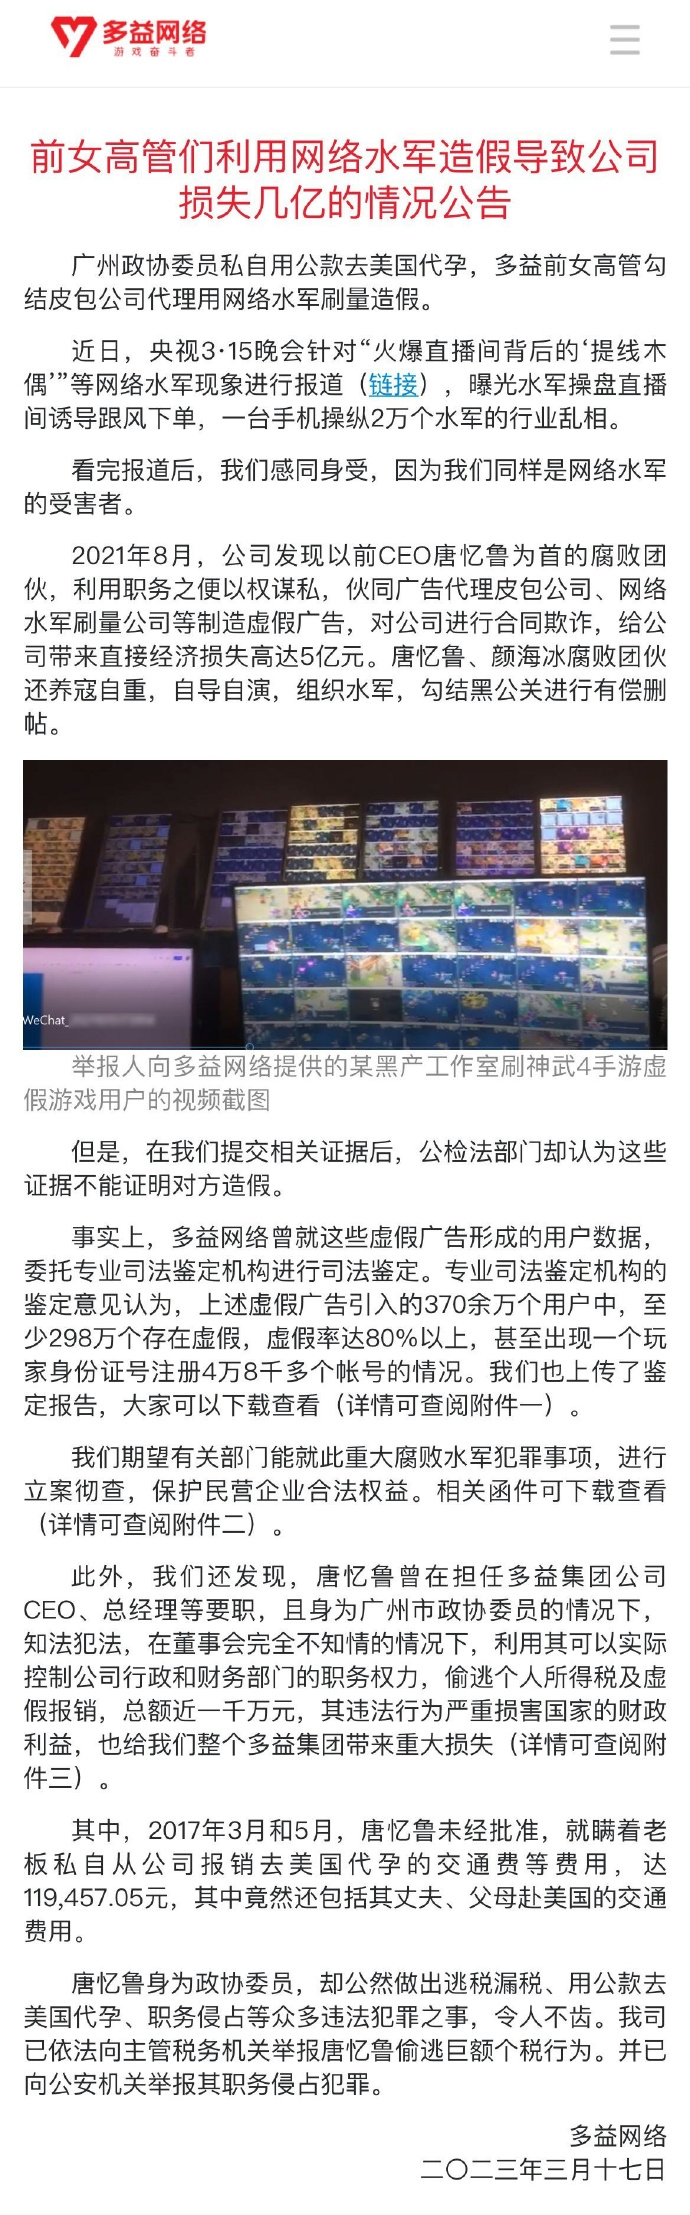 多益网络
游戏奋斗者
前女高管们利用网络水军造假导致公司
损失几亿的情况公告
广州政协委员私自用公款去美国代孕，多益前女高管勾
结皮包公司代理用网络水军刷量造假。
近日，央视3·15晚会针对“火爆直播间背后的‘提线木
偶’”等网络水军现象进行报道（链接），曝光水军操盘直播
间诱导跟风下单，一台手机操纵2万个水军的行业乱相。
看完报道后，我们感同身受，因为我们同样是网络水军
的受害者。
2021年8月，公司发现以前CEO唐忆鲁为首的腐败团
伙，利用职务之便以权谋私，伙同广告代理皮包公司、网络
水军刷量公司等制造虚假广告，对公司进行合同欺诈，给公
司带来直接经济损失高达5亿元。唐忆鲁、颜海冰腐败团伙
还养寇自重，自导自演，组织水军，勾结黑公关进行有偿删
帖。
WeChat_
举报人向多益网络提供的某黑产工作室刷神武4手游虚
假游戏用户的视频截图
但是，在我们提交相关证据后，公检法部门却认为这些
证据不能证明对方造假。
事实上，多益网络曾就这些虚假广告形成的用户数据，
委托专业司法鉴定机构进行司法鉴定。专业司法鉴定机构的
鉴定意见认为，上述虚假广告引入的370余万个用户中，至
少298万个存在虚假，虚假率达80%以上，甚至出现一个玩
家身份证号注册4万8千多个帐号的情况。我们也上传了鉴
定报告，大家可以下载查看（详情可查阅附件一）。
我们期望有关部门能就此重大腐败水军犯罪事项，进行
立案彻查，保护民营企业合法权益。相关函件可下载查看
（详情可查阅附件二）。
此外，我们还发现，唐忆鲁曾在担任多益集团公司
CEO、总经理等要职，且身为广州市政协委员的情况下，
知法犯法，在董事会完全不知情的情况下，利用其可以实际
控制公司行政和财务部门的职务权力，偷逃个人所得税及虚
假报销，总额近一千万元，其违法行为严重损害国家的财政
利益，也给我们整个多益集团带来重大损失（详情可查阅附
件三）。
其中，2017年3月和5月，唐忆鲁未经批准，就瞒着老
板私自从公司报销去美国代孕的交通费等费用，达
119,457.05元，其中竟然还包括其丈夫、父母赴美国的交通
费用。
唐忆鲁身为政协委员，却公然做出逃税漏税、用公款去
美国代孕、职务侵占等众多违法犯罪之事，令人不齿。我司
已依法向主管税务机关举报唐忆鲁偷逃巨额个税行为。并已
向公安机关举报其职务侵占犯罪。
多益网络
二〇二三年三月十七日